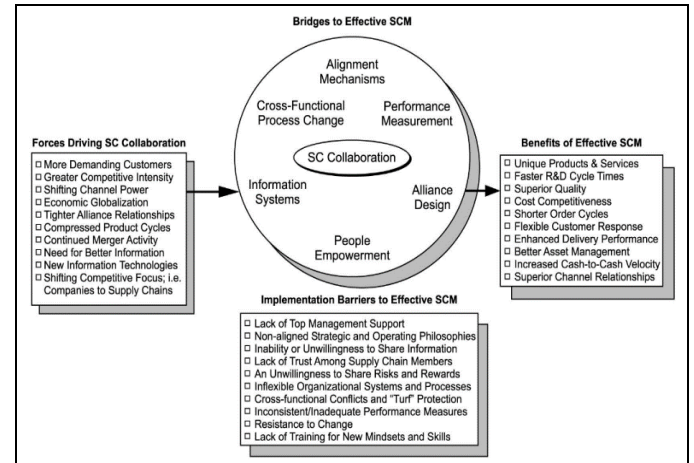 Bridges to Effective SCM
Alignment
Mechanisms
Cross-Functional
Process Change
Performance
Measurement
SC Collaboration
Information
Systems
Alliance
Design
People
Empowerment
Forces Driving SC Collaboration
More Demanding Customers
Greater Competitive Intensity
Shifting Channel Power
Economic Globalization
Tighter Alliance Relationships
Compressed Product Cycles
Continued Merger Activity
Need for Better Information
New Information Technologies
Shifting Competitive Focus; i.e.
Companies to Supply Chains
Benefits of Effective SCM
Unique Products & Services
Faster R&D Cycle Times
Superior Quality
Cost Competitiveness
Shorter Order Cycles
Flexible Customer Response
Enhanced Delivery Performance
Better Asset Management
Increased Cash-to-Cash Velocity
Superior Channel Relationships
Implementation Barriers to Effective SCM
Lack of Top Management Support
Non-aligned Strategic and Operating Philosophies
Inability or Unwillingness to Share Information
Lack of Trust Among Supply Chain Members
An Unwillingness to Share Risks and Rewards
Inflexible Organizational Systems and Processes
Cross-functional Conflicts and “Turf” Protection
Inconsistent/Inadequate Performance Measures
Resistance to Change
Lack of Training for New Mindsets and Skills